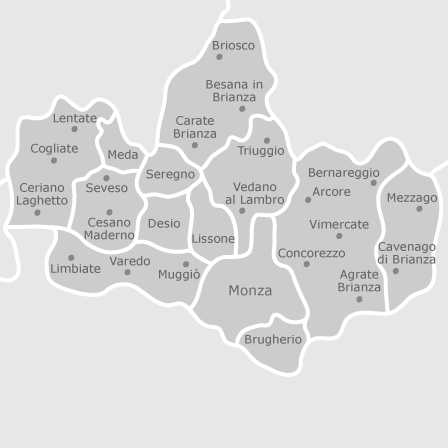 Briosco
Besana in
Brianza
Lentate
Carate
Brianza
Triuggio
Cogliate
Meda
Seregno
Bernareggio
Ceriano
Laghetto
Seveso
Vedano
al Lambro
Arcore
Mezzago
Cesano
Maderno
Desio
Lissone
Vimercate
Cavenago
di Brianza
Concorezzo
Limbiate
Varedo
Muggiò
Agrate
Brianza
Monza
Brugherio